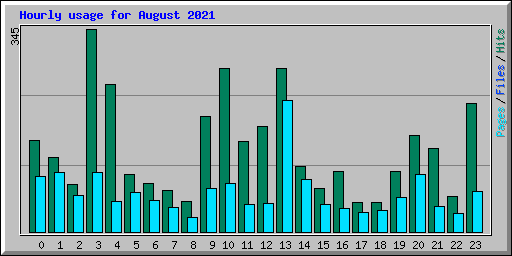 Hourly usage for August 2021
345
Pages/Files/Hits
0 1 2 3 4 5 6 7 8 9 10 11 12 13 14 15 16 17 18 19 20 21 22 23